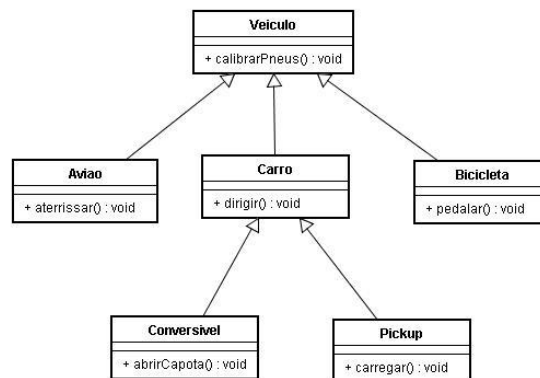 Veiculo
+ calibrarPneus() : void
Aviao
+ aterrissar() : void
Carro
+ dirigir() : void
Bicicleta
+ pedalar() : void
Conversivel
+ abrirCapota() : void
Pickup
+ carregar() : void